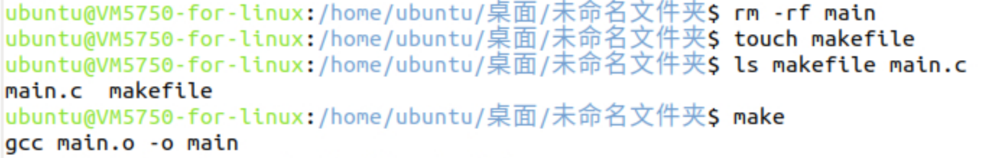 ubuntu@VM5750-for-linux:/home/ubuntu/桌面/未命名文件夹$ rm -rf main
ubuntu@VM5750-for-linux:/home/ubuntu/桌面/未命名文件夹$ touch makefile
ubuntu@VM5750-for-linux:/home/ubuntu/桌面/未命名文件夹$ ls makefile main.c
main.c  makefile
ubuntu@VM5750-for-linux:/home/ubuntu/桌面/未命名文件夹$ make
gcc main.o -o main